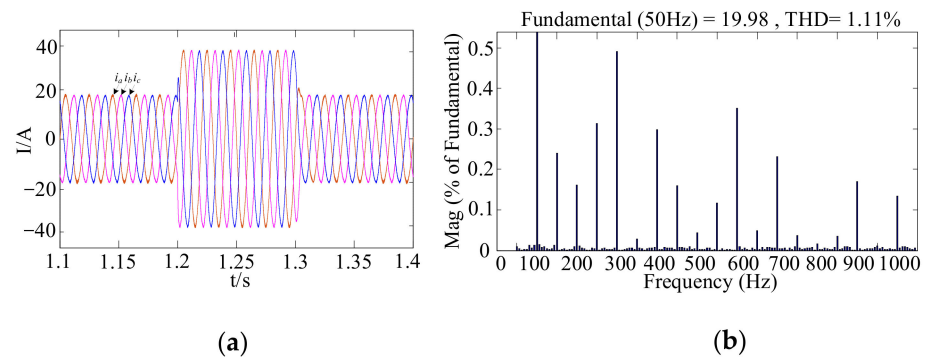 Fundamental (50Hz) = 19.98 , THD= 1.11%
40
20
0
−20
−40
I/A
ia ib ic
1.1 1.15 1.2 1.25 1.3 1.35 1.4
t/s
(a)
0.5
0.4
0.3
0.2
0.1
0
Mag (% of Fundamental)
0 100 200 300 400 500 600 700 800 900 1000
Frequency (Hz)
(b)